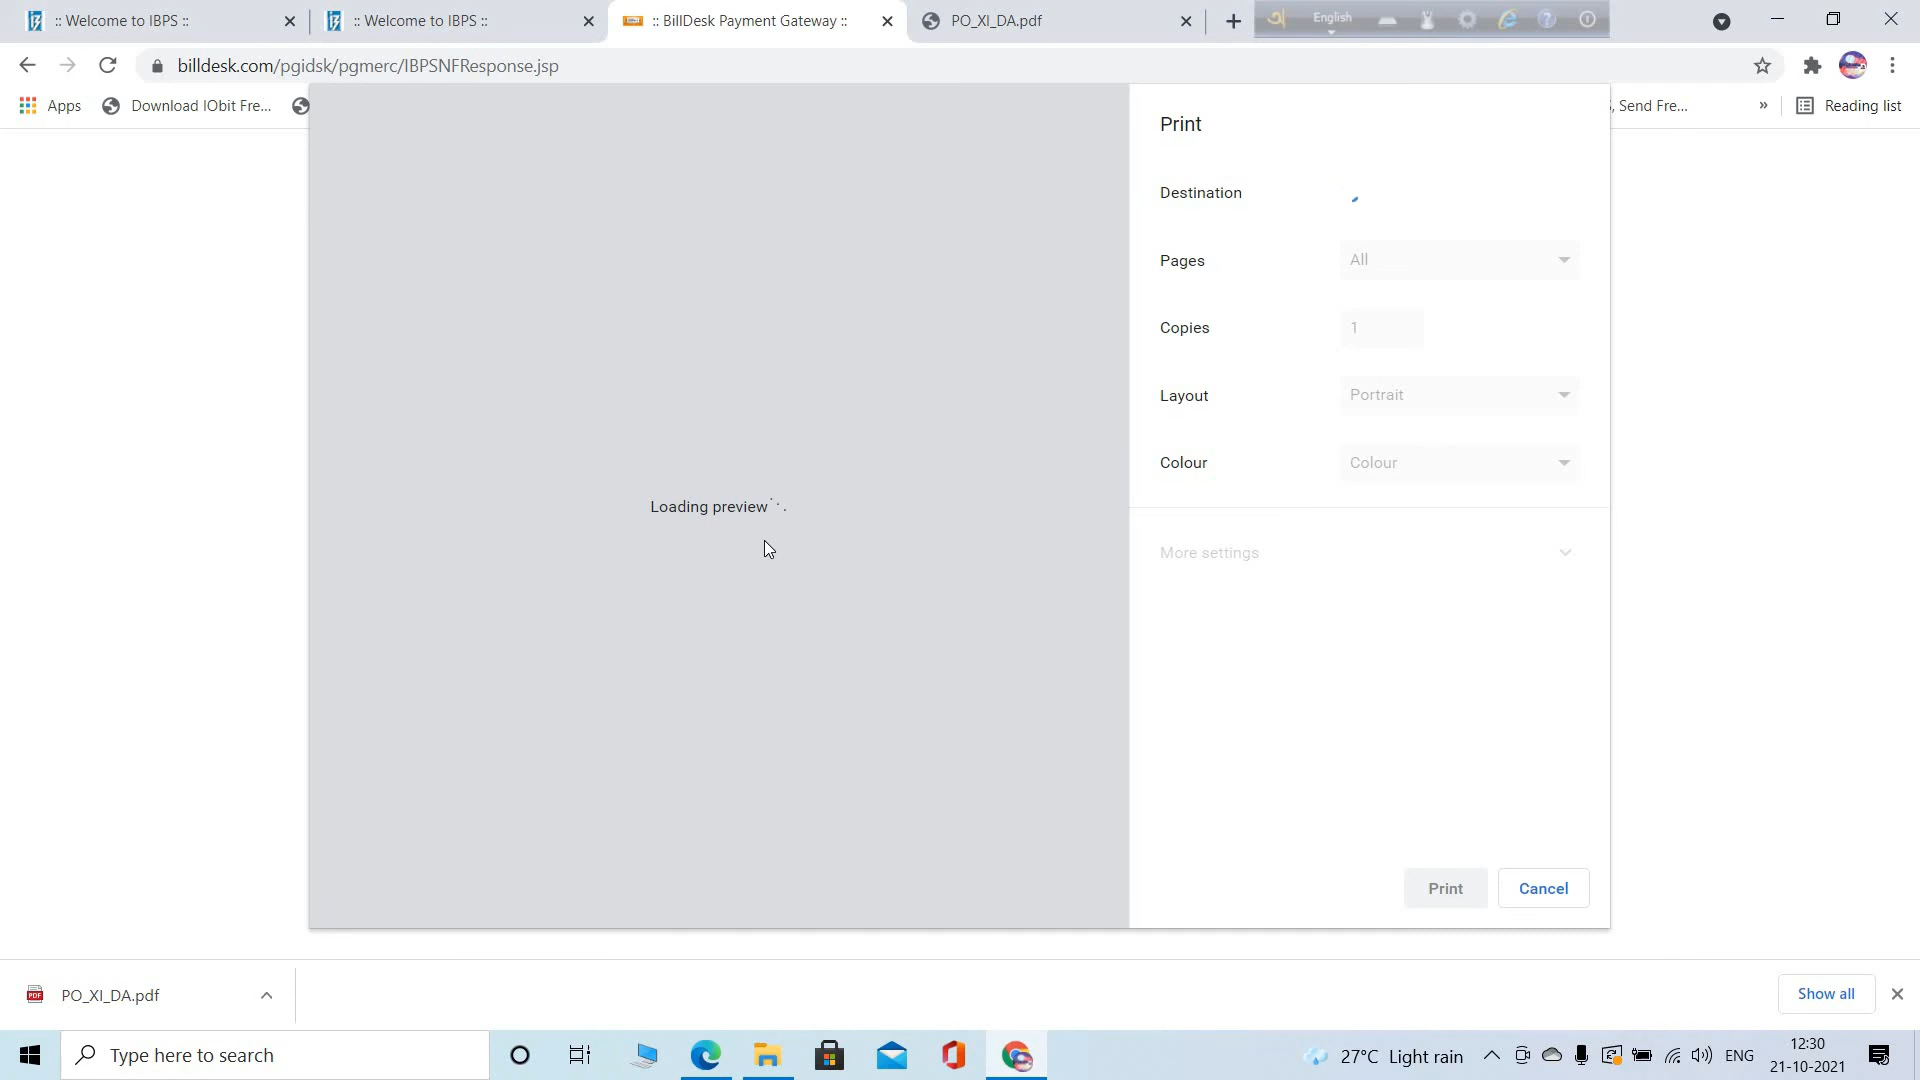 :: Welcome to IBPS ::
:: Welcome to IBPS ::
:: BillDesk Payment Gateway ::
PO_XI_DA.pdf
English
billdesk.com/pgidsk/pgmerc/IBPSNFResponse.jsp
Apps
Download IObit Fre...
, Send Fre...
»
Reading list
Print
Destination
Pages
All
Copies
1
Layout
Portrait
Colour
Colour
Loading preview
More settings
Print
Cancel
PDF
PO_XI_DA.pdf
Show all
Type here to search
27°C Light rain
ENG
12:30
21-10-2021